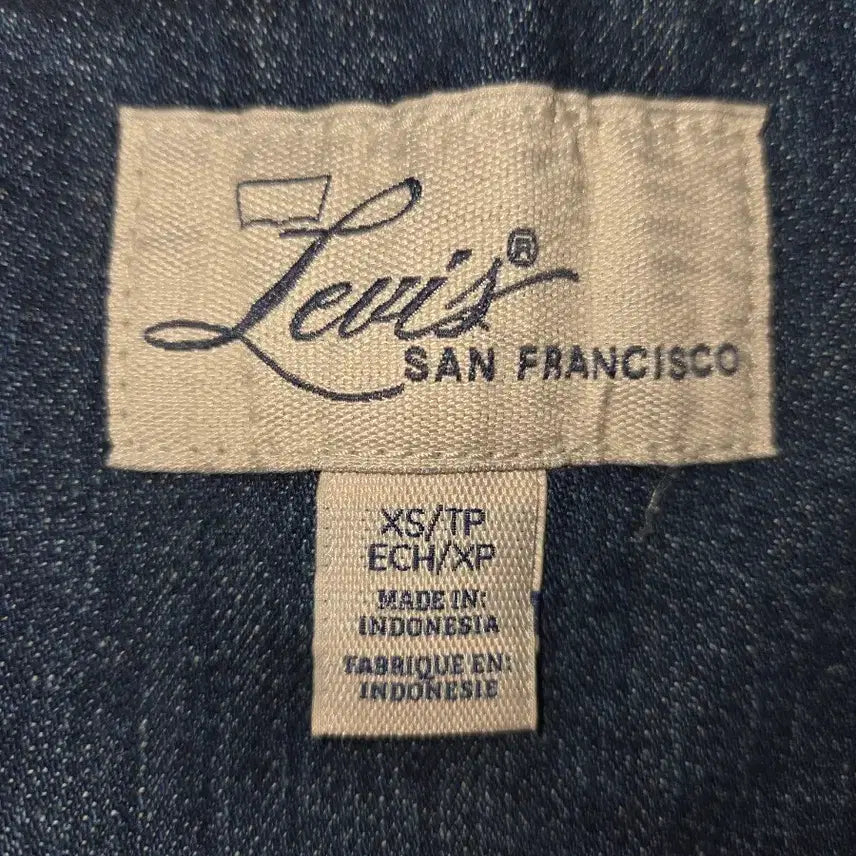 Levi's®
SAN FRANCISCO
XS/TP
ECH/XP
MADE IN:
INDONESIA
FABRIQUE EN:
INDONESIE